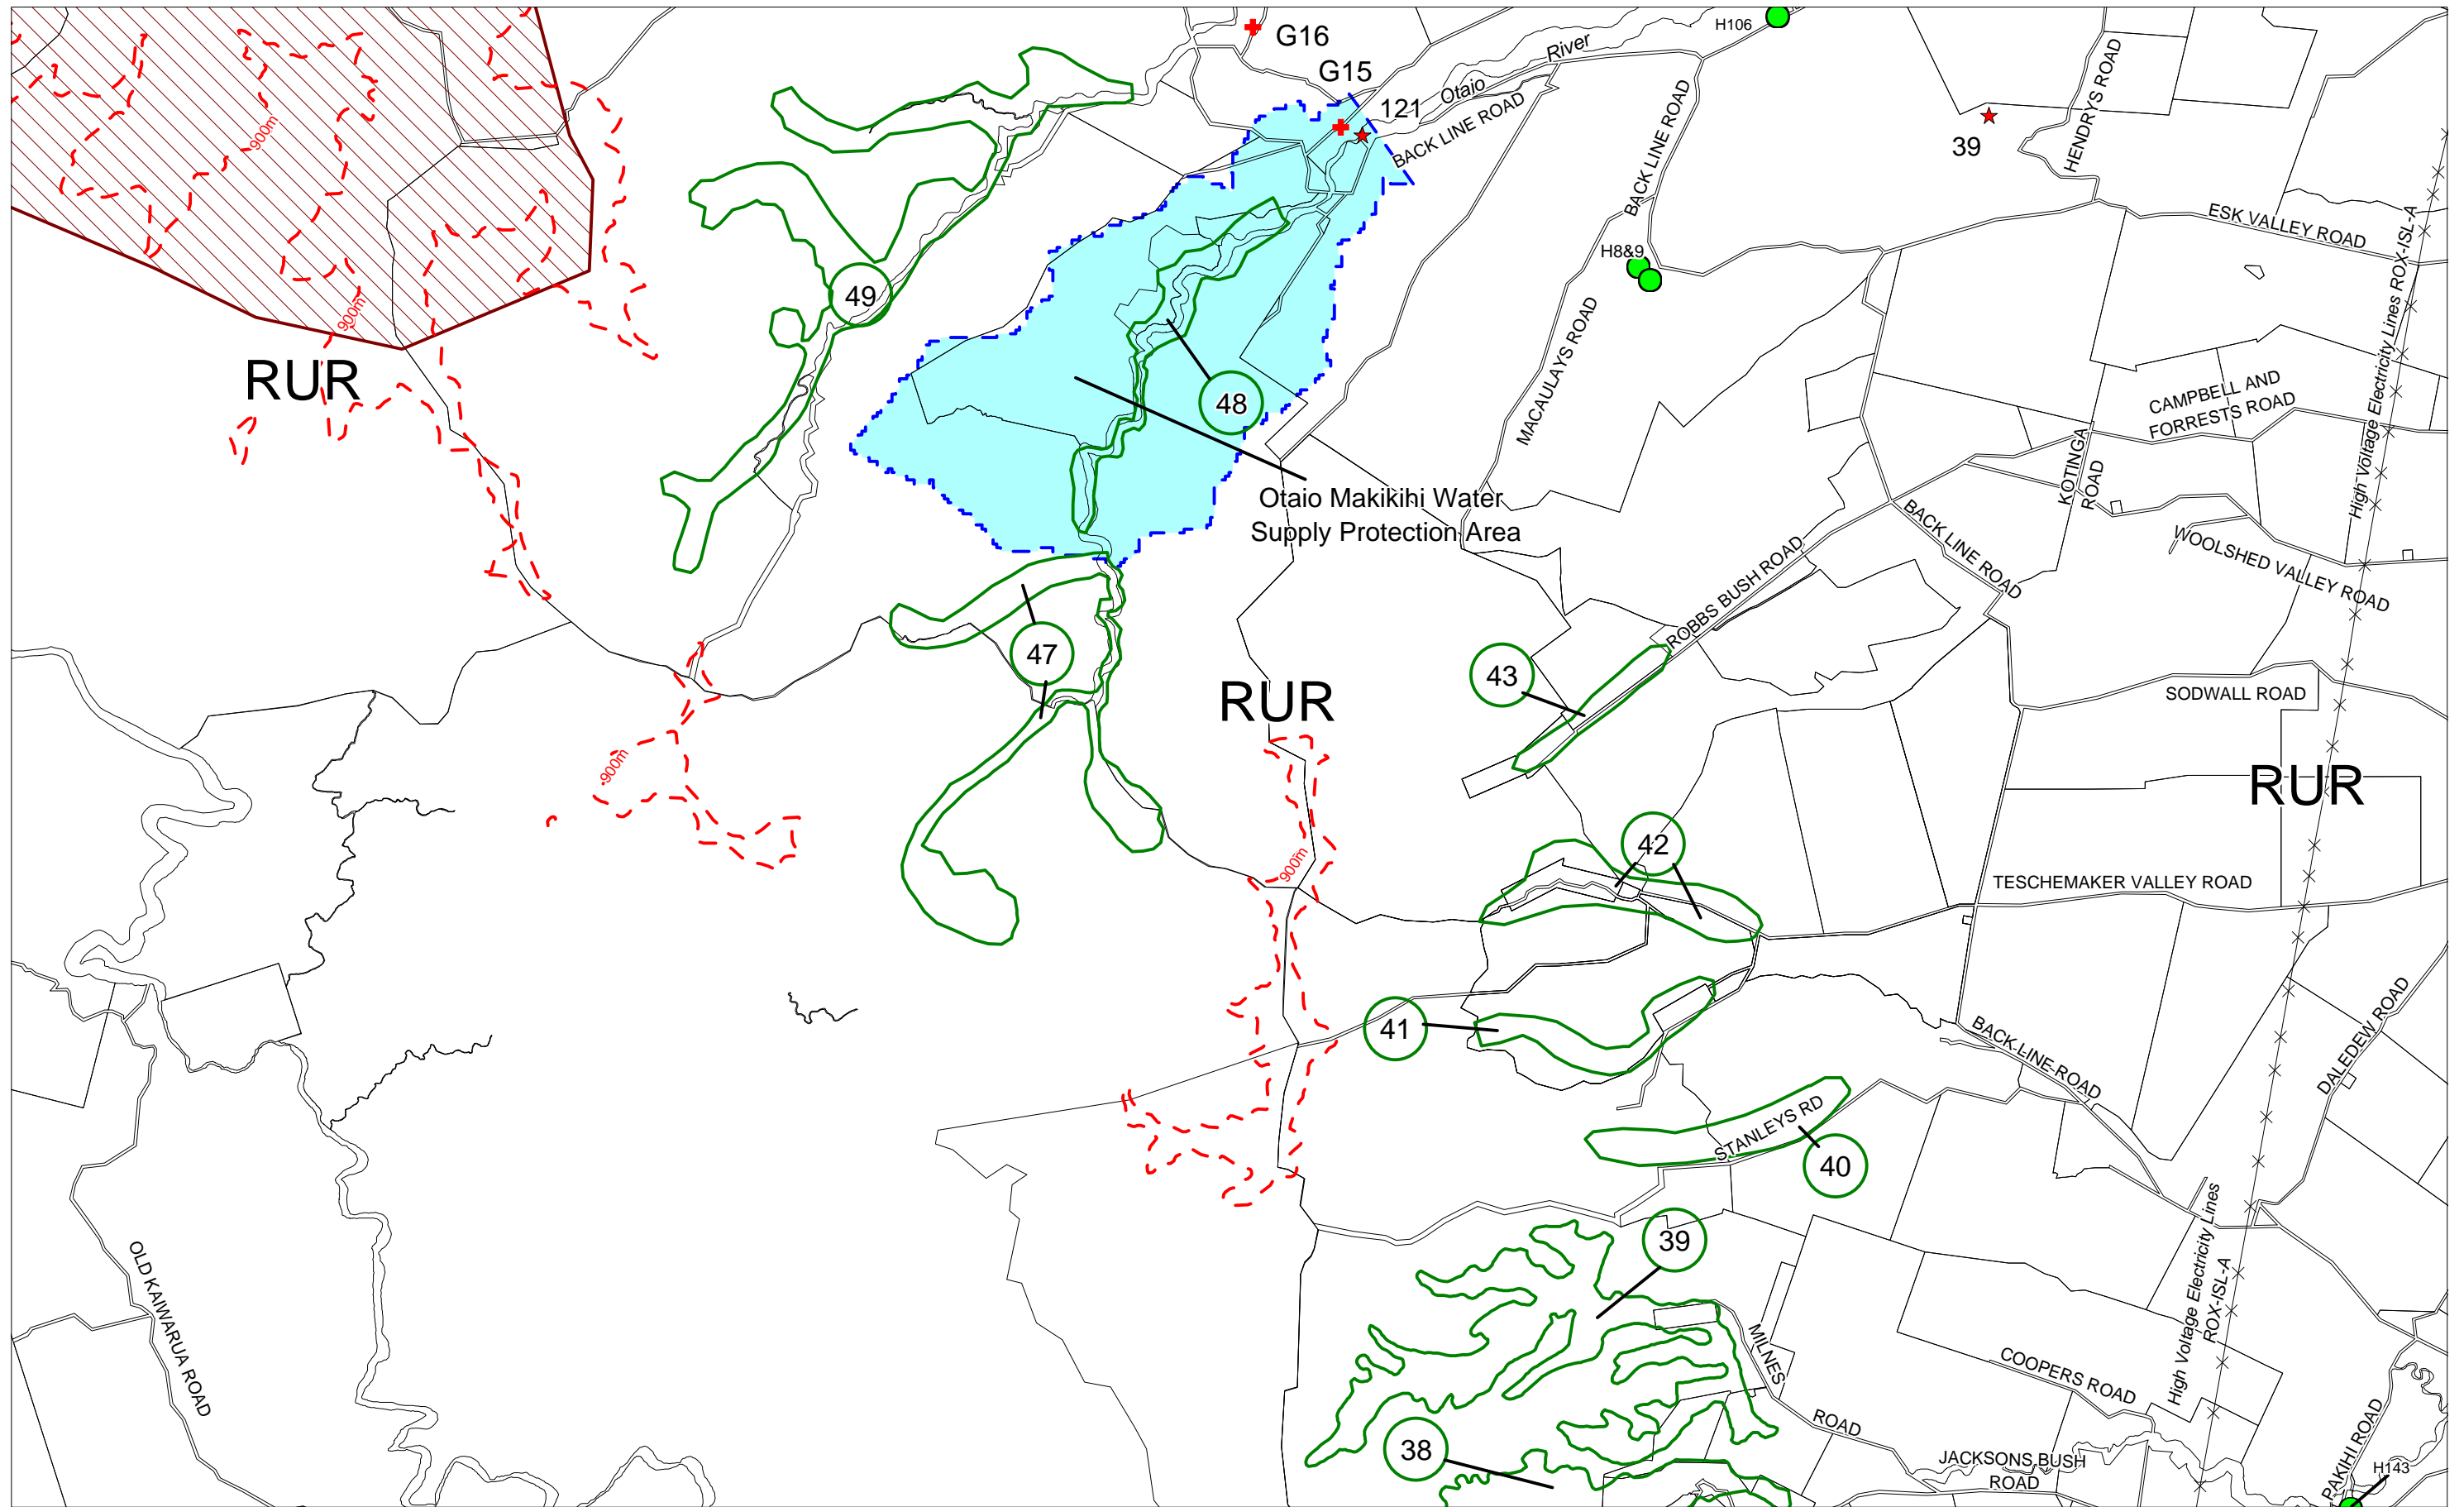 G16
H106
River
G15
Otaio
121
BACK LINE ROAD
BACK LINE ROAD
HENDRYS ROAD
39
900m
ESK VALLEY ROAD
High Voltage Electricity Lines ROX-ISL-A
H8&9
49
900m
RUR
MACAULAYS ROAD
48
CAMPBELL AND
FORRESTS ROAD
KOTINGA
ROAD
Otaio Makikihi Water
Supply Protection Area
BACK LINE ROAD
WOOLSHED VALLEY ROAD
ROBBS BUSH ROAD
47
43
RUR
SODWALL ROAD
900m
RUR
42
900m
TESCHEMAKER VALLEY ROAD
41
BACK LINE ROAD
DALEDEW ROAD
STANLEYS RD
40
39
High Voltage Electricity Lines
ROX-ISL-A
OLD KAIWARUA ROAD
MILNES
ROAD
COOPERS ROAD
38
JACKSONS BUSH
ROAD
PAKIHI ROAD
H143